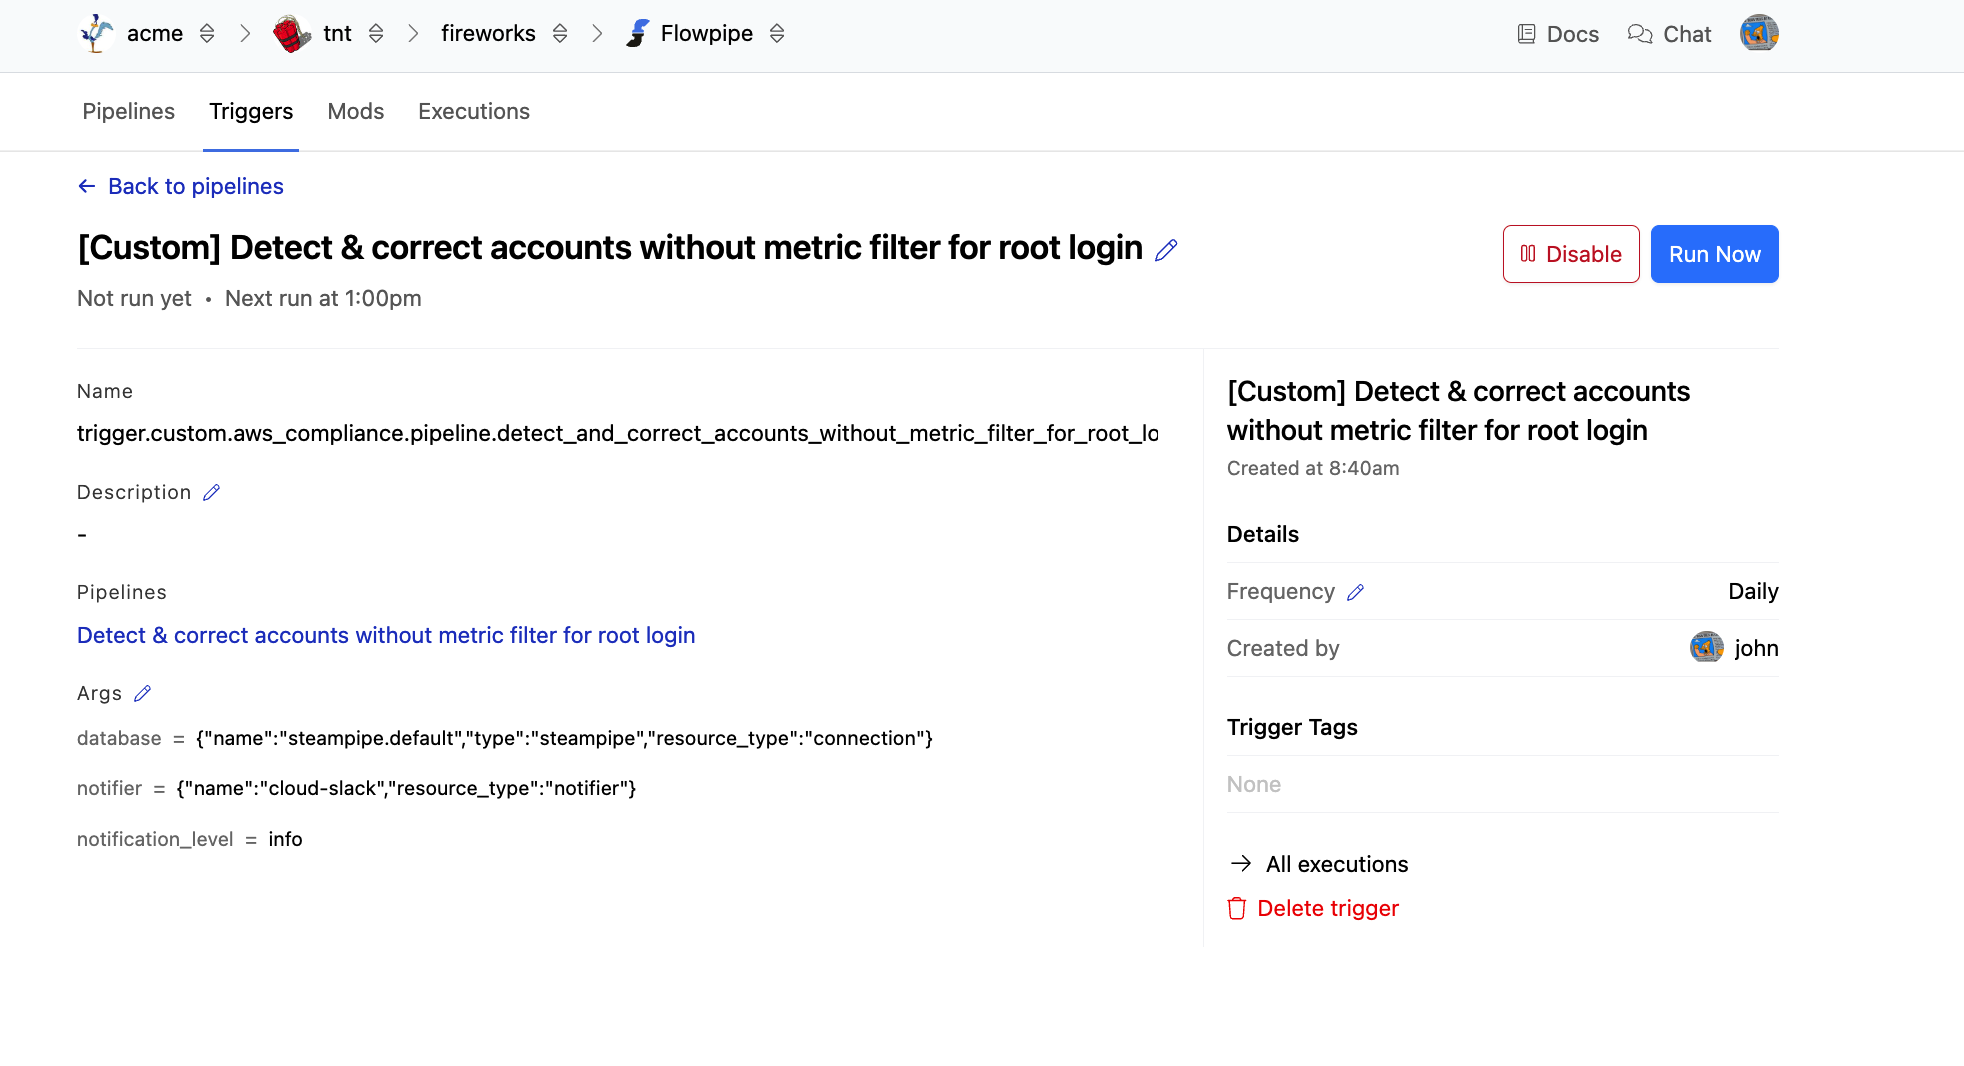 acme tnt fireworks Flowpipe Docs Chat
Pipelines Triggers Mods Executions
Back to pipelines
[Custom] Detect & correct accounts without metric filter for root login
Disable Run Now
Not run yet • Next run at 1:00pm
Name
trigger.custom.aws_compliance.pipeline.detect_and_correct_accounts_without_metric_filter_for_root_lo
Description
-
Pipelines
Detect & correct accounts without metric filter for root login
Args
database = {"name":"steampipe.default","type":"steampipe","resource_type":"connection"}
notifier = {"name":"cloud-slack","resource_type":"notifier"}
notification_level = info
[Custom] Detect & correct accounts
without metric filter for root login
Created at 8:40am
Details
Frequency Daily
Created by john
Trigger Tags
None
All executions
Delete trigger